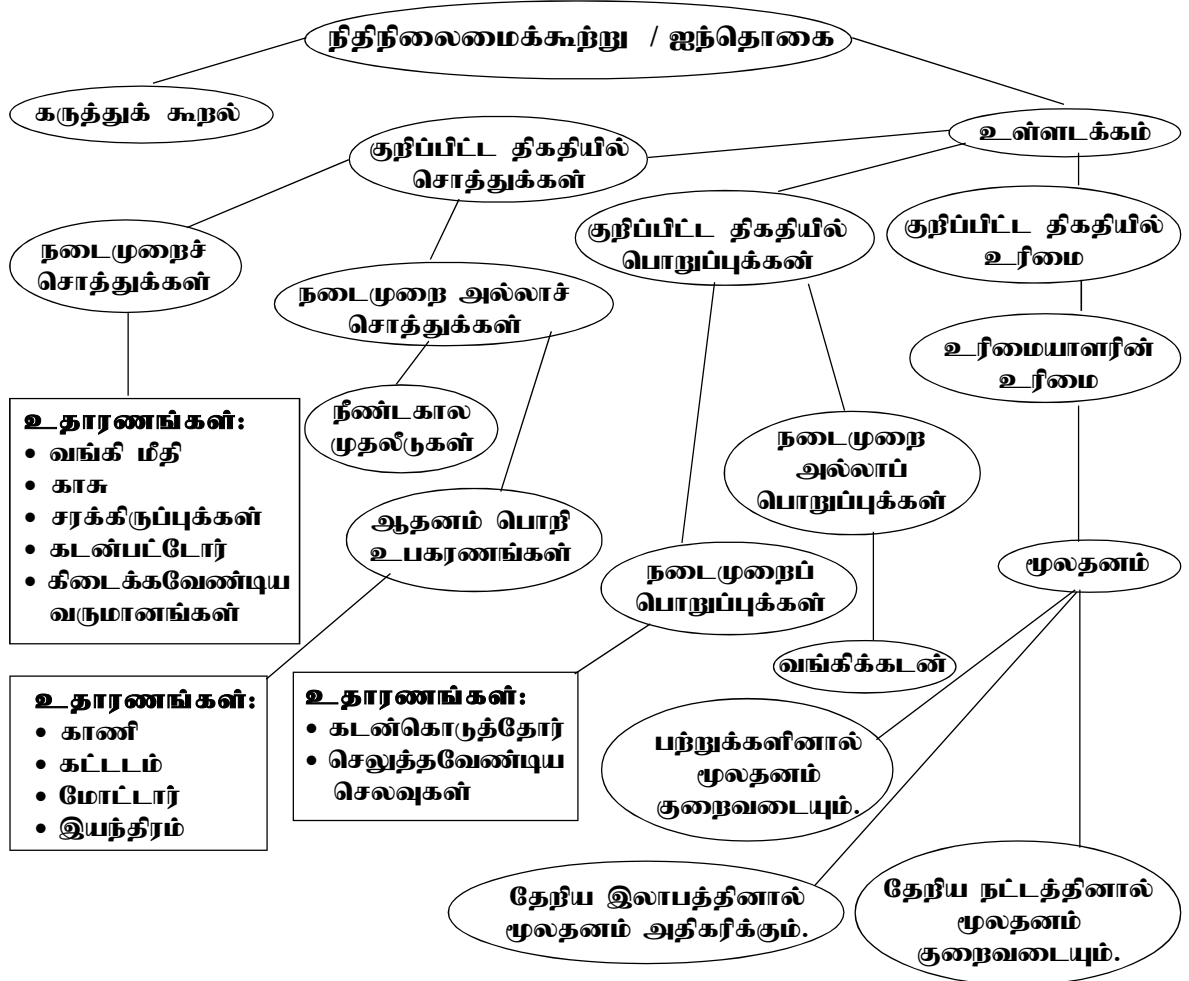 நிதிநிலைமைக்கூற்று / ஐந்தொகை
கருத்துக் கூறல்
உள்ளடக்கம்
குறிப்பிட்ட திகதியில்
சொத்துக்கள்
குறிப்பிட்ட திகதியில்
பொறுப்புக்கன்
குறிப்பிட்ட திகதியில்
உரிமை
நடைமுறைச்
சொத்துக்கள்
நடைமுறை அல்லாச்
சொத்துக்கள்
உரிமையாளரின்
உரிமை
உதாரணங்கள்:
• வங்கி மீதி
• காசு
• சரக்கிருப்புக்கள்
• கடன்பட்டோர்
• கிடைக்கவேண்டிய
வருமானங்கள்
நீண்டகால
முதலீடுகள்
நடைமுறை
அல்லாப்
பொறுப்புக்கள்
ஆதனம் பொறி
உபகரணங்கள்
நடைமுறைப்
பொறுப்புக்கள்
மூலதனம்
வங்கிக்கடன்
உதாரணங்கள்:
• காணி
• கட்டடம்
• மோட்டார்
• இயந்திரம்
உதாரணங்கள்:
• கடன்கொடுத்தோர்
• செலுத்தவேண்டிய
செலவுகள்
பற்றுக்களினால்
மூலதனம்
குறைவடையும்.
தேறிய இலாபத்தினால்
மூலதனம் அதிகரிக்கும்.
தேறிய நட்டத்தினால்
மூலதனம்
குறைவடையும்.